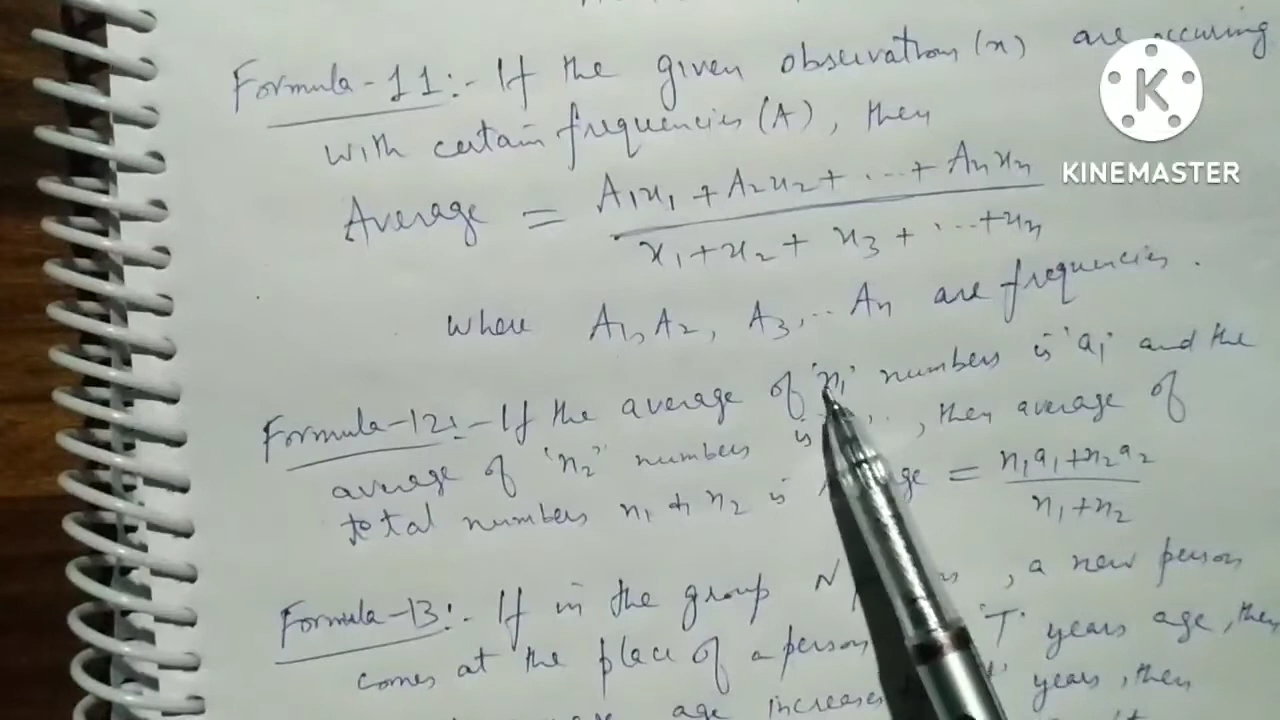 Formula-11:- If the given observations (x) are occuring
with certain frequencies (A), then
Average = A₁x₁ + A₂x₂ + ... + Aₙxₙ / x₁ + x₂ + x₃ + ... + xₙ
where A₁, A₂, A₃, ... Aₙ are frequencies.
Formula-12:- If the average of 'n₁' numbers is 'a₁' and the
average of 'n₂' numbers is , then average of
total numbers n₁ & n₂ is = n₁a₁+n₂a₂ / n₁+n₂
Formula-13:- If in the group N , a new person
comes at the place of a person 'T' years age, then
age increases years, then
K
KINEMASTER